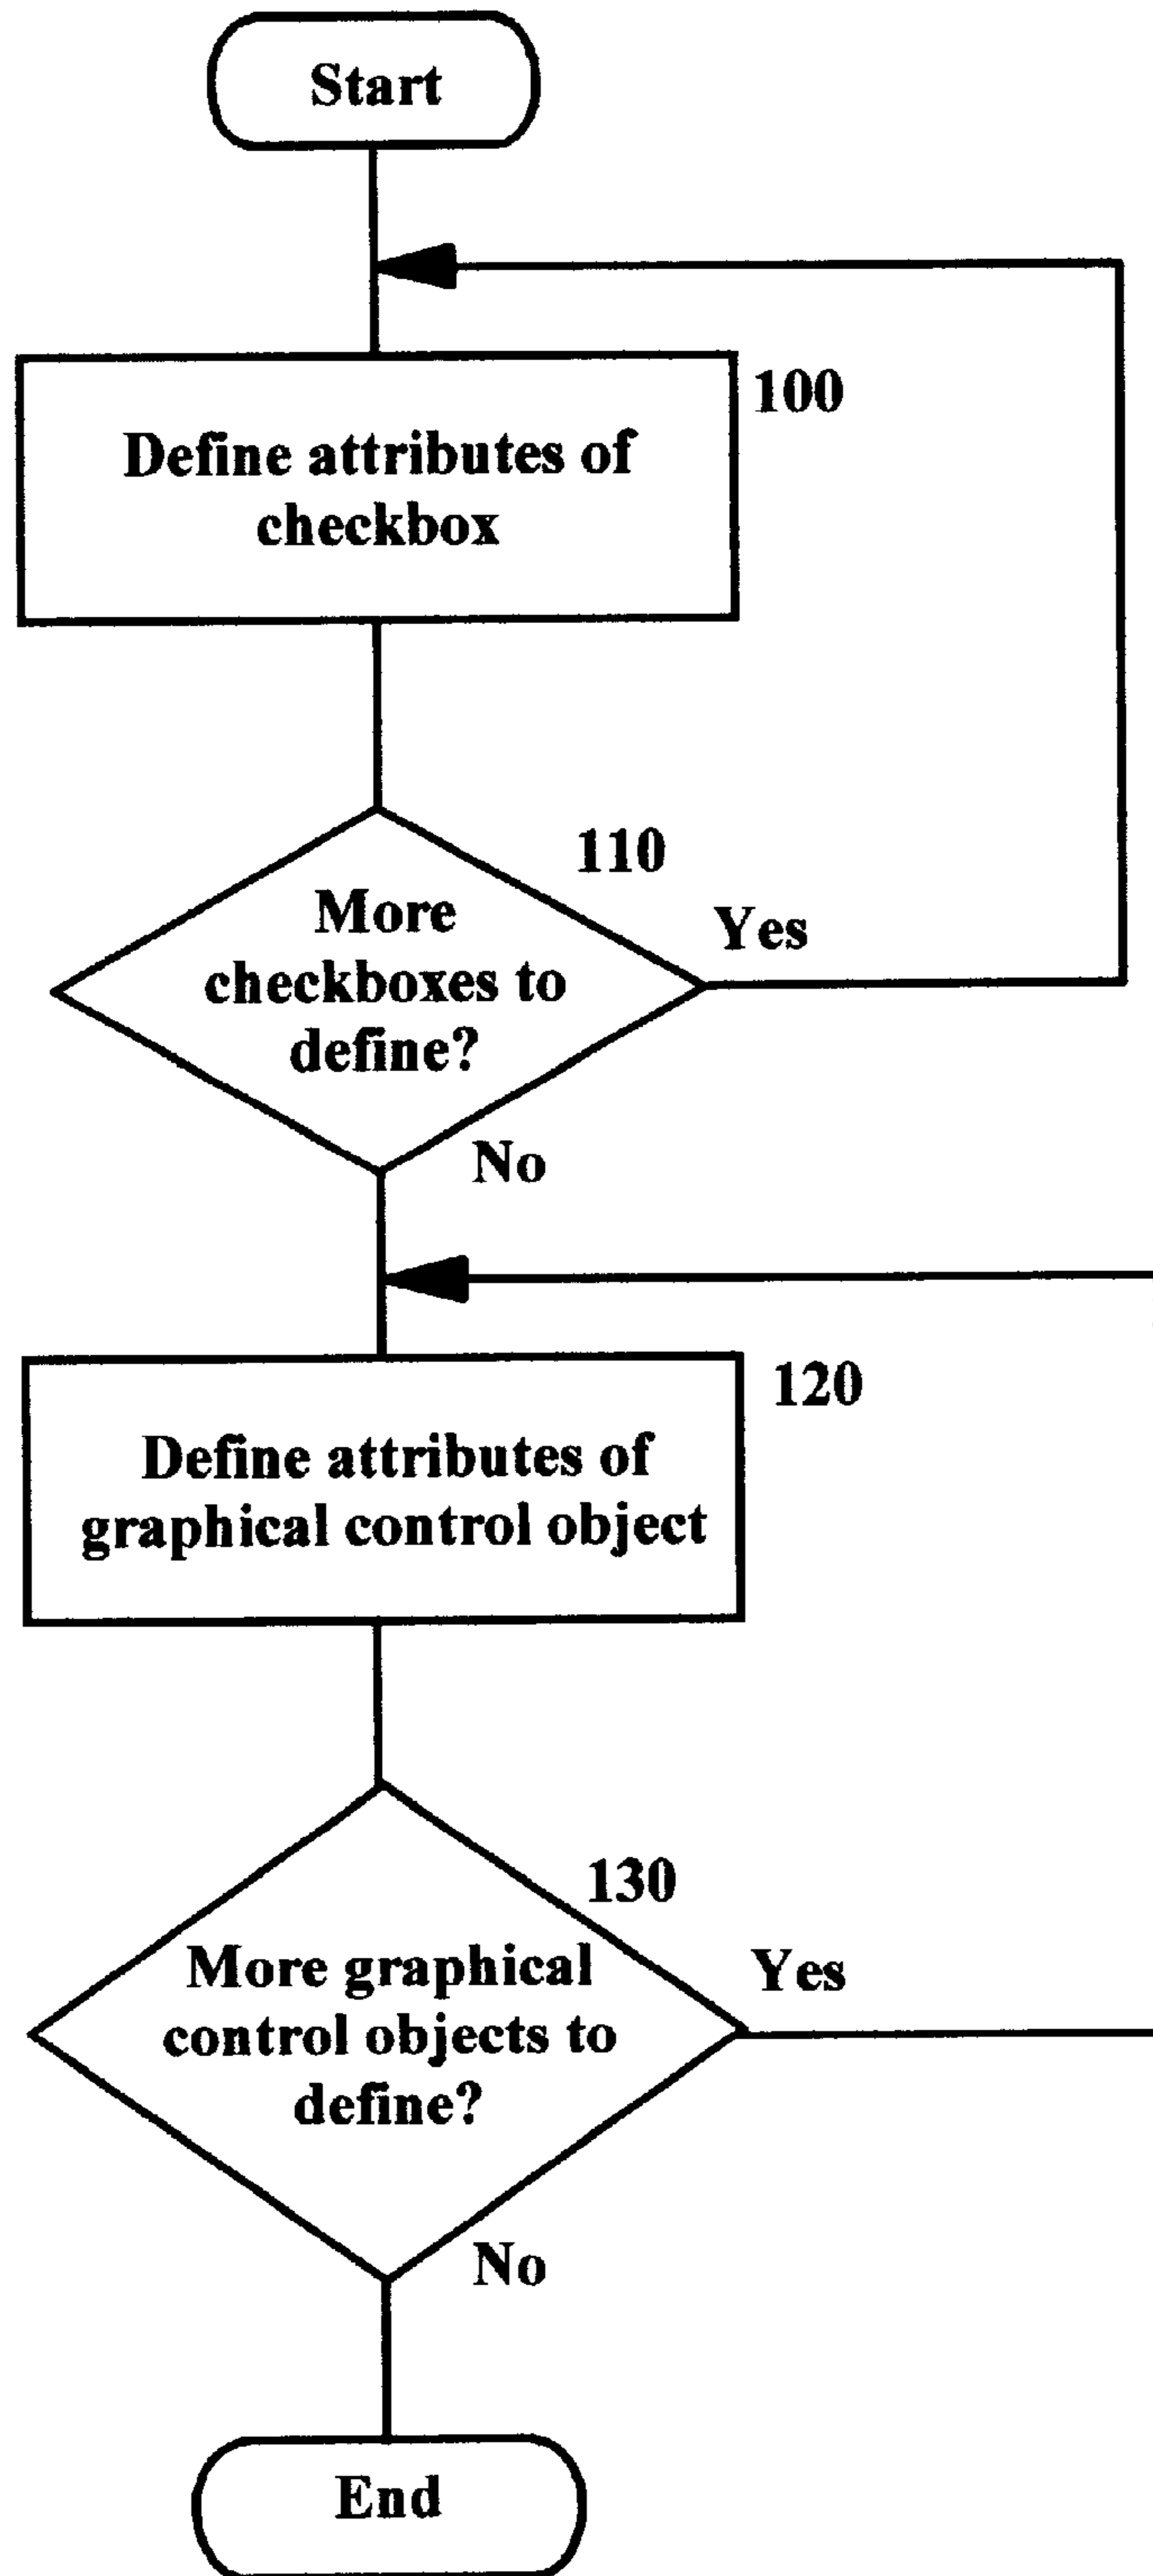 Start
100
Define attributes of
checkbox
110
More
checkboxes to
define?
Yes
No
120
Define attributes of
graphical control object
130
More graphical
control objects to
define?
Yes
No
End